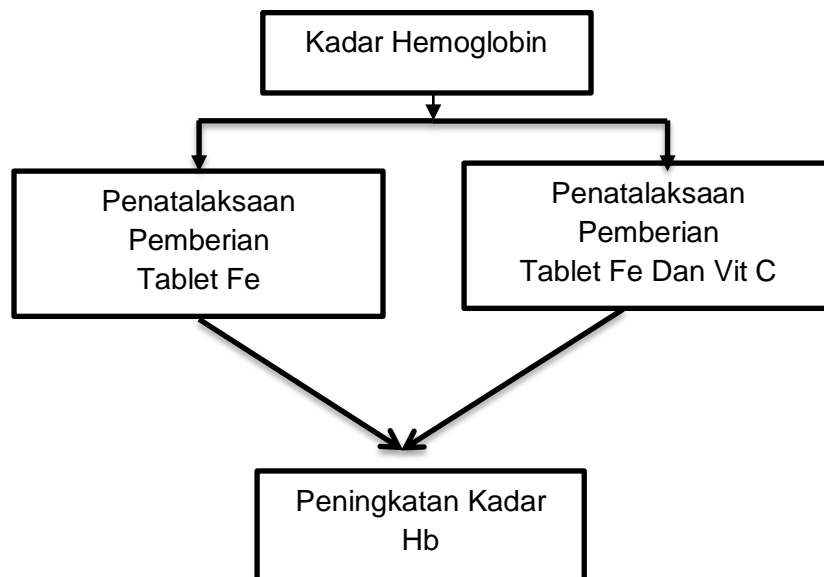 Kadar Hemoglobin
Penatalaksaan
Pemberian
Tablet Fe
Penatalaksaan
Pemberian
Tablet Fe Dan Vit C
Peningkatan Kadar
Hb